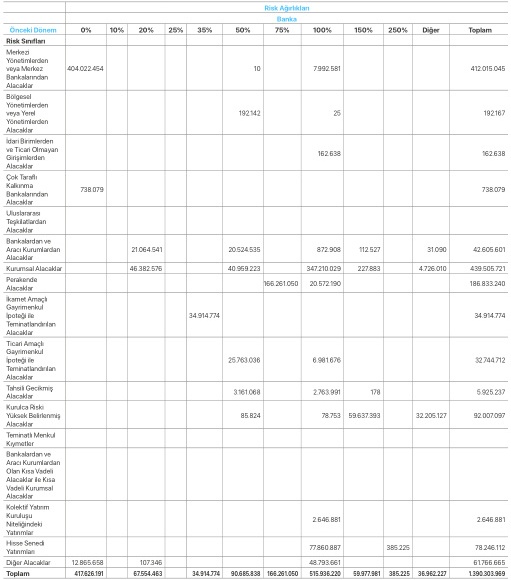 Risk Ağırlıkları
Banka
Önceki Dönem 0% 10% 20% 25% 35% 50% 75% 100% 150% 250% Diğer Toplam
Risk Sınıfları
Merkezi
Yönetimlerden
veya Merkez
Bankalarından
Alacaklar
404.022.454 10 7.992.581 412.015.045
Bölgesel
Yönetimlerden
veya Yerel
Yönetimlerden
Alacaklar
192.142 25 192.167
İdari Birimlerden
ve Ticari Olmayan
Girişimlerden
Alacaklar
162.638 162.638
Çok Taraflı
Kalkınma
Bankalarından
Alacaklar
738.079 738.079
Uluslararası
Teşkilatlardan
Alacaklar
Bankalardan ve
Aracı Kurumlardan
Alacaklar
21.064.541 20.524.535 872.908 112.527 31.090 42.605.601
Kurumsal Alacaklar 46.382.576 40.959.223 347.210.029 227.883 4.726.010 439.505.721
Perakende
Alacaklar
166.261.050 20.572.190 186.833.240
İkamet Amaçlı
Gayrimenkul
İpoteği ile
Teminatlandırılan
Alacaklar
34.914.774 34.914.774
Ticari Amaçlı
Gayrimenkul
İpoteği ile
Teminatlandırılan
Alacaklar
25.763.036 6.981.676 32.744.712
Tahsili Gecikmiş
Alacaklar
3.161.068 2.763.991 178 5.925.237
Kurulca Riski
Yüksek Belirlenmiş
Alacaklar
85.824 78.753 59.637.393 32.205.127 92.007.097
Teminatlı Menkul
Kıymetler
Bankalardan ve
Aracı Kurumlardan
Olan Kısa Vadeli
Alacaklar ile Kısa
Vadeli Kurumsal
Alacaklar
Kolektif Yatırım
Kuruluşu
Niteliğindeki
Yatırımlar
2.646.881 2.646.881
Hisse Senedi
Yatırımları
77.860.887 385.225 78.246.112
Diğer Alacaklar 12.865.658 107.346 48.793.661 61.766.665
Toplam 417.626.191 67.554.463 34.914.774 90.685.838 166.261.050 515.936.220 59.977.981 385.225 36.962.227 1.390.303.969